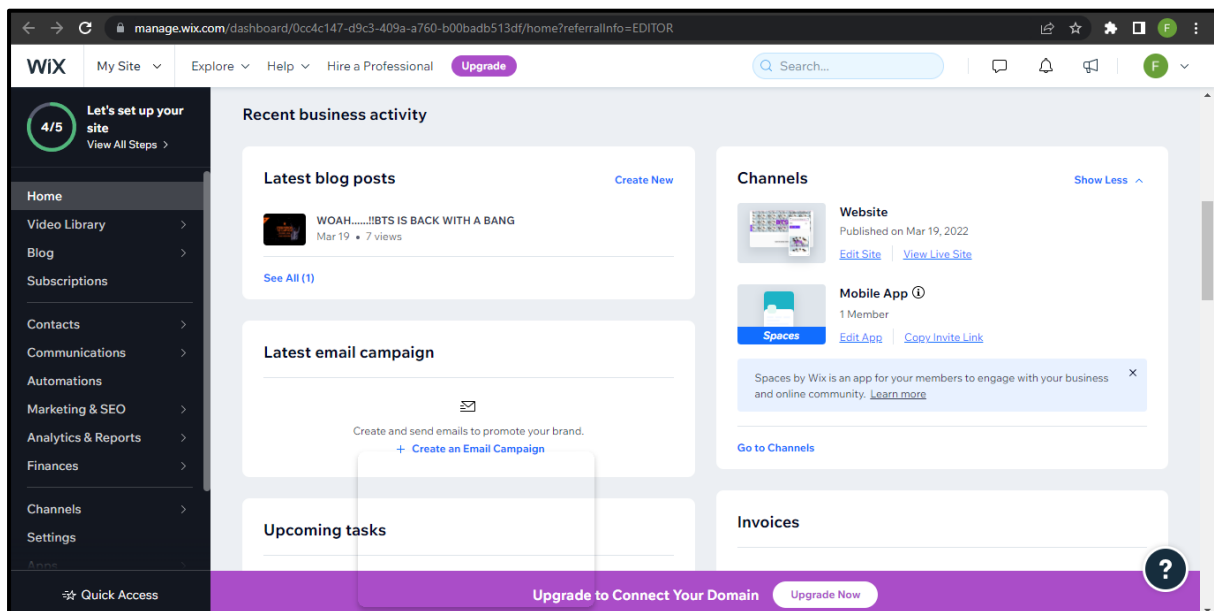 manage.wix.com/dashboard/0cc4c147-d9c3-409a-a760-b00badb513df/home?referralInfo=EDITOR
F
WiX
My Site
Explore
Help
Hire a Professional
Upgrade
Search...
F
4/5
Let's set up your
site
View All Steps >
Home
Video Library
Blog
Subscriptions
Contacts
Communications
Automations
Marketing & SEO
Analytics & Reports
Finances
Channels
Settings
Apps
Quick Access
Recent business activity
Latest blog posts
Create New
WOAH......!!BTS IS BACK WITH A BANG
Mar 19 • 7 views
See All (1)
Latest email campaign
Create and send emails to promote your brand.
+ Create an Email Campaign
Upcoming tasks
Channels
Show Less
Website
Published on Mar 19, 2022
Edit Site
View Live Site
Spaces
Mobile App
1 Member
Edit App
Copy Invite Link
Spaces by Wix is an app for your members to engage with your business
and online community. Learn more
Go to Channels
Invoices
Upgrade to Connect Your Domain
Upgrade Now
?